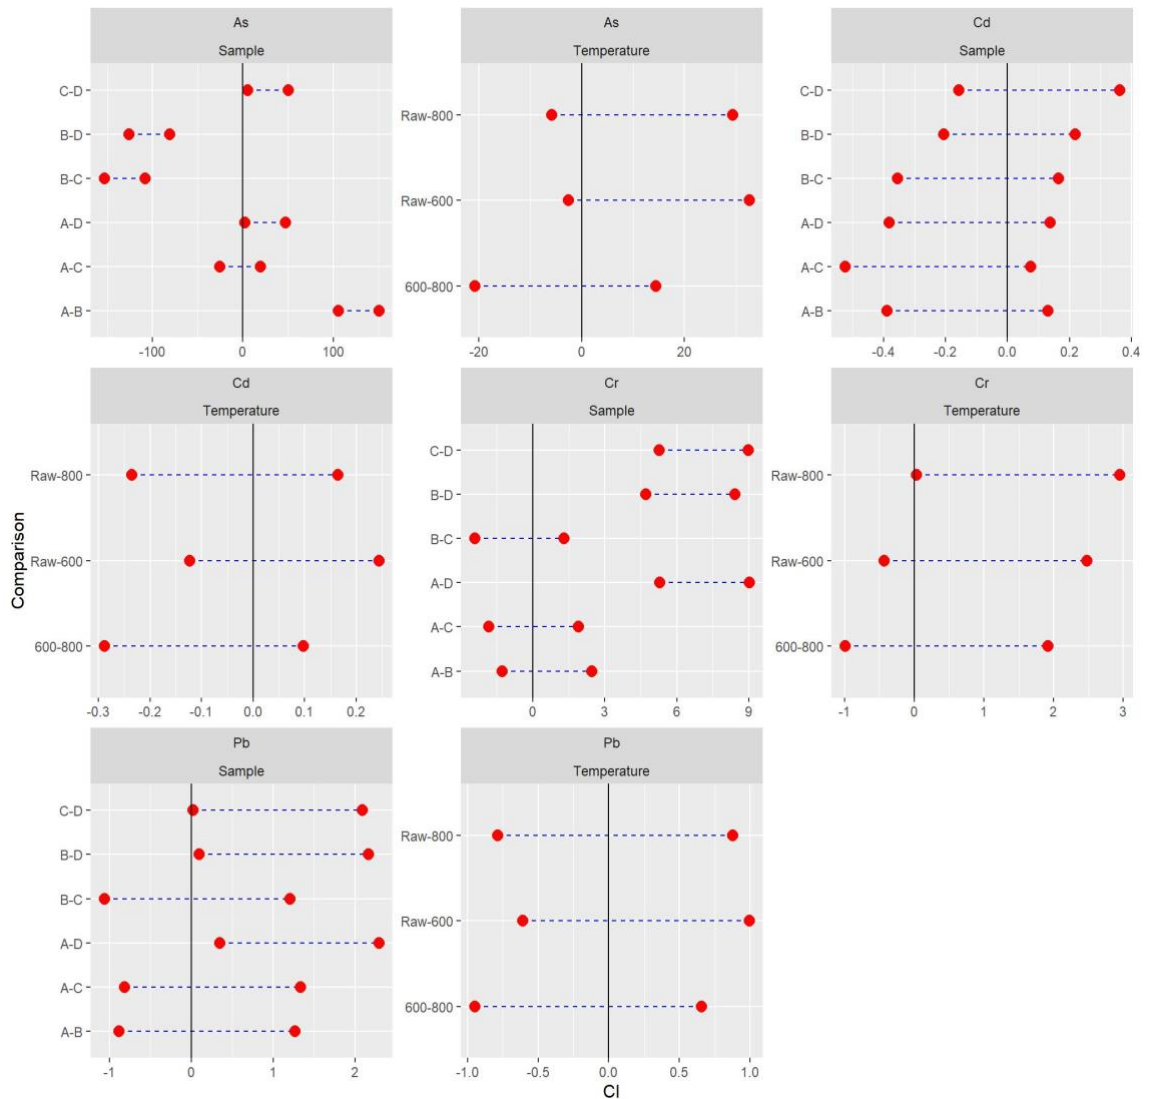 As
Sample
C-D
B-D
B-C
A-D
A-C
A-B
-100 0 100
As
Temperature
Raw-800
Raw-600
600-800
-20 0 20
Cd
Sample
C-D
B-D
B-C
A-D
A-C
A-B
-0.4 -0.2 0.0 0.2 0.4
Cd
Temperature
Raw-800
Raw-600
600-800
-0.3 -0.2 -0.1 0.0 0.1 0.2
Cr
Sample
C-D
B-D
B-C
A-D
A-C
A-B
0 3 6 9
Cr
Temperature
Raw-800
Raw-600
600-800
-1 0 1 2 3
Pb
Sample
C-D
B-D
B-C
A-D
A-C
A-B
-1 0 1 2
Pb
Temperature
Raw-800
Raw-600
600-800
-1.0 -0.5 0.0 0.5 1.0
Comparison
CI